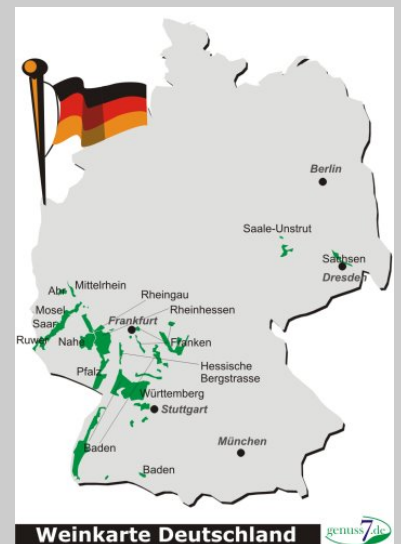 Berlin
Saale-Unstrut
Sachsen
Dresden
Ahr
Mittelrhein
Rheingau
Mosel
Saar
Ruwer
Rheinhessen
Frankfurt
Nahe
Franken
Hessische
Bergstrasse
Pfalz
Württemberg
Stuttgart
Baden
München
Baden
Weinkarte Deutschland
genuss7.de